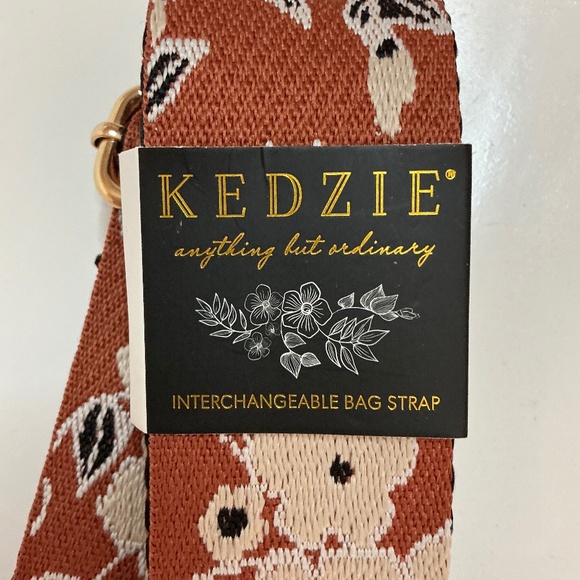 KEDZIE®
anything but ordinary
INTERCHANGEABLE BAG STRAP